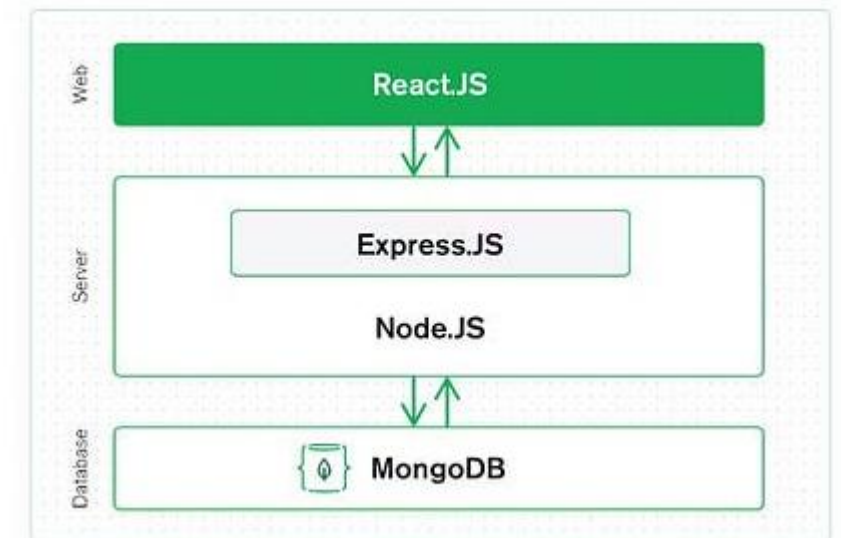 Web
React.JS
Server
Express.JS
Node.JS
Database
MongoDB